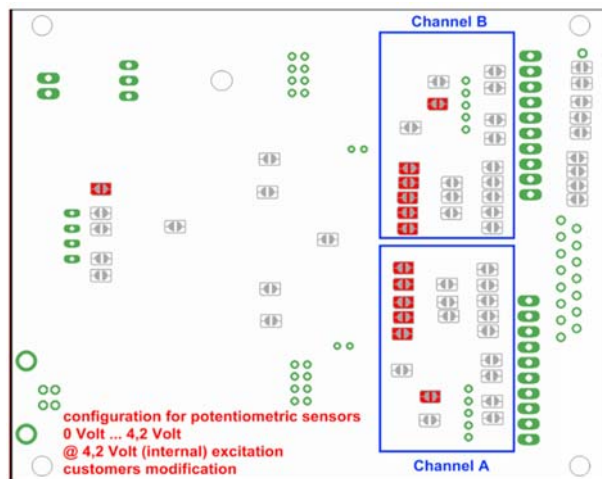 Channel B
configuration for potentiometric sensors
0 Volt ... 4,2 Volt
@ 4,2 Volt (internal) excitation
customers modification
Channel A